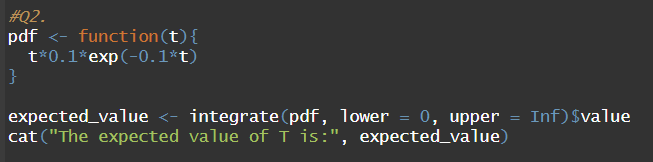 #Q2.
pdf <- function(t){
  t*0.1*exp(-0.1*t)
}
expected_value <- integrate(pdf, lower = 0, upper = Inf)$value
cat("The expected value of T is:", expected_value)